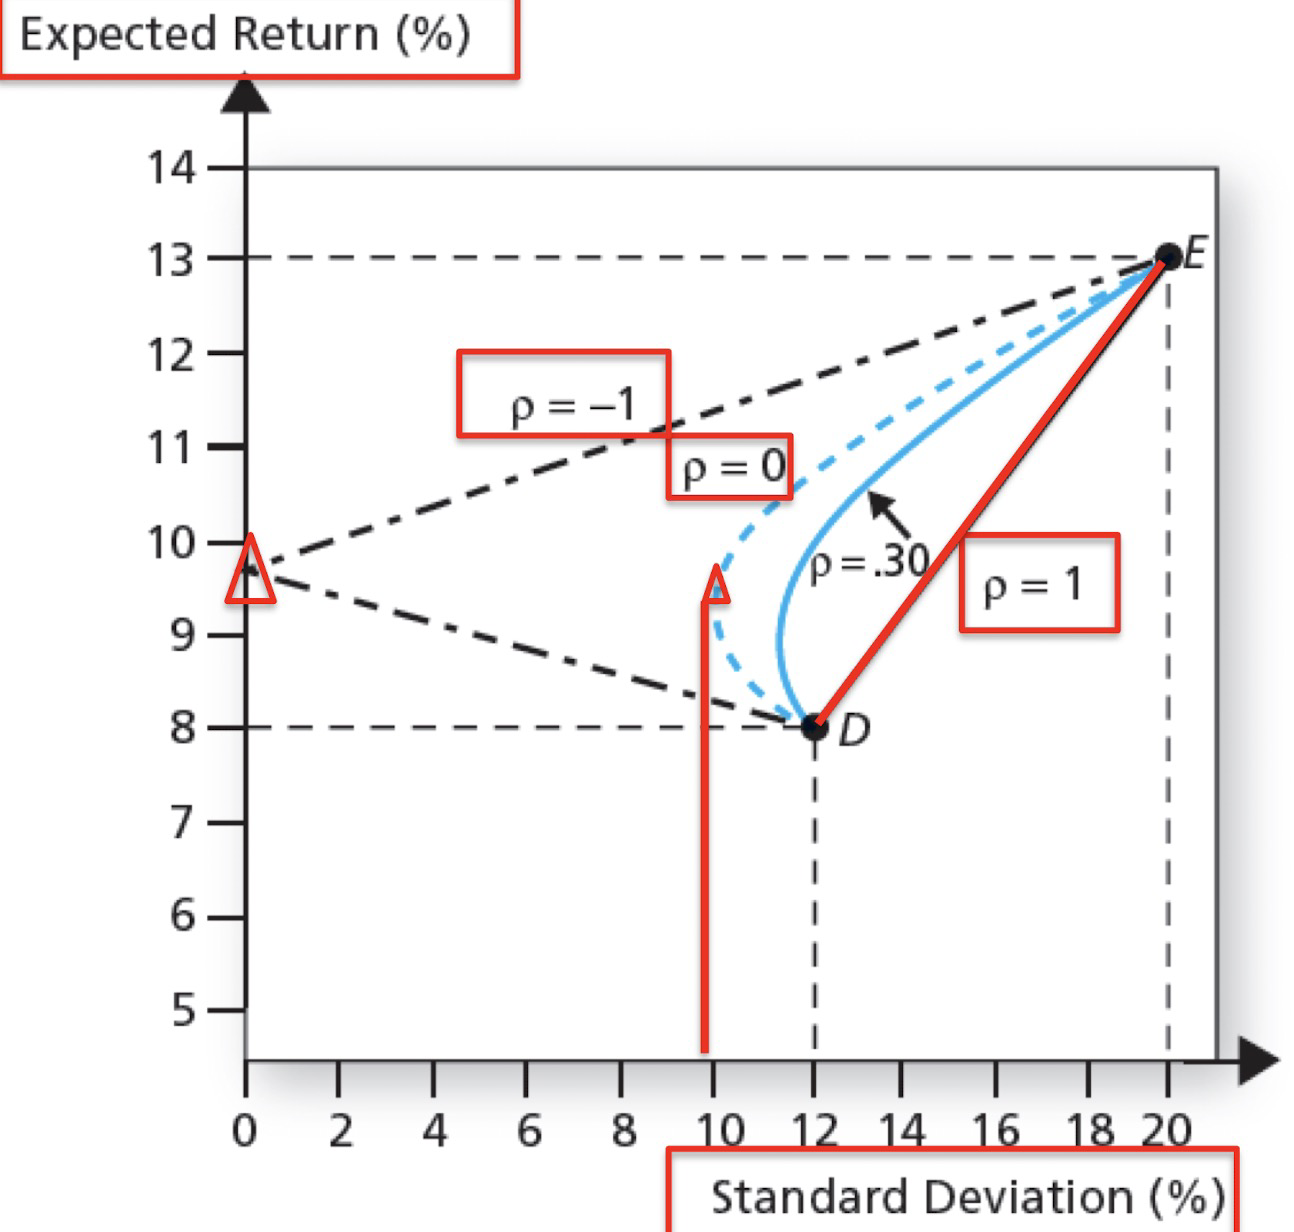 Expected Return (%)
14
13
E
12
ρ = –1
11
ρ = 0
10
ρ = .30
ρ = 1
9
8
D
7
6
5
0 2 4 6 8 10 12 14 16 18 20
Standard Deviation (%)